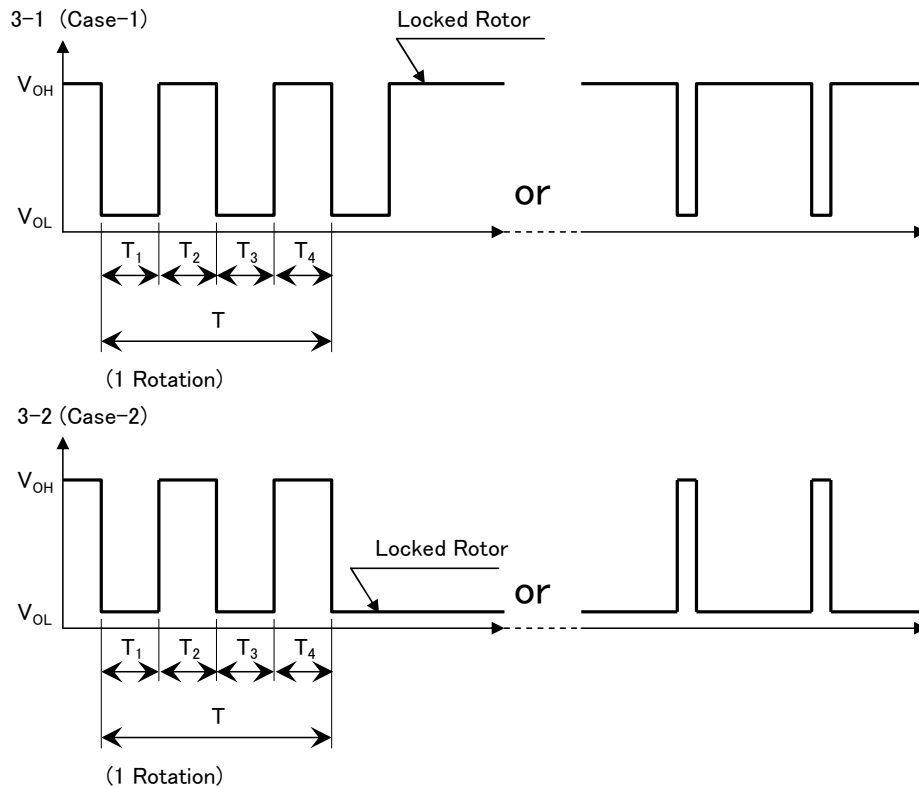 3-1 (Case-1)
Locked Rotor
VOH
or
VOL
T1 T2 T3 T4
T
(1 Rotation)
3-2 (Case-2)
VOH
Locked Rotor
or
VOL
T1 T2 T3 T4
T
(1 Rotation)